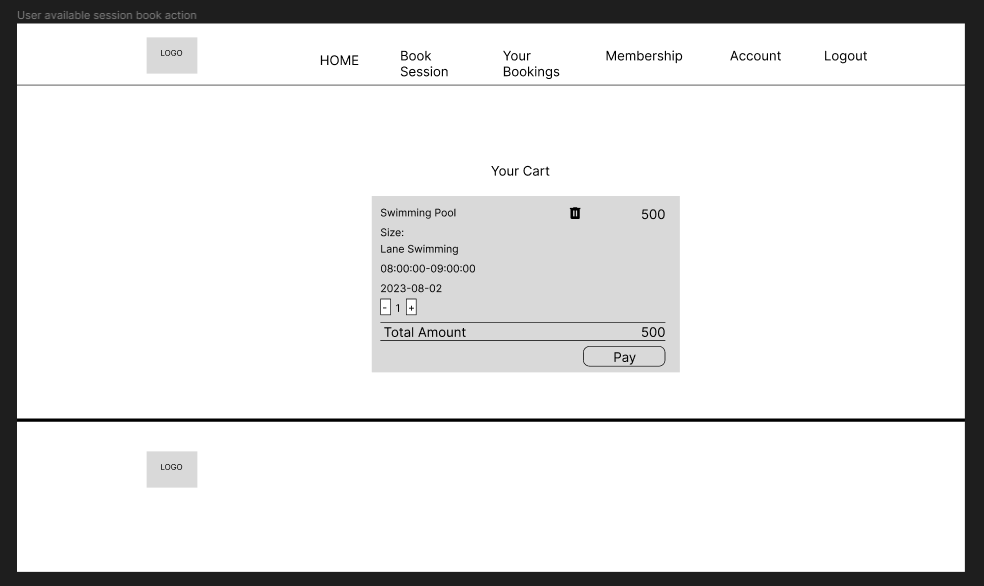 User available session book action
LOGO
HOME
Book
Session
Your
Bookings
Membership
Account
Logout
Your Cart
Swimming Pool
500
Size:
Lane Swimming
08:00:00-09:00:00
2023-08-02
- 1 +
Total Amount 500
Pay
LOGO